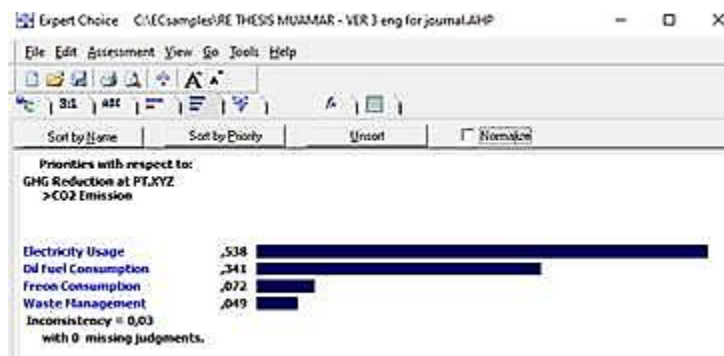 Expert Choice C:\ECsamples\RE THESIS MUAMAR - VER 3 eng for journal.AHP
File Edit Assessment View Go Tools Help
A A
3:1 ABC
Sort by Name Sort by Priority Unsort Normalize
Priorities with respect to:
GHG Reduction at PT.XYZ
>CO2 Emission
Electricity Usage ,538
Oil Fuel Consumption ,341
Freon Consumption ,072
Waste Management ,049
Inconsistency = 0,03
with 0 missing judgments.